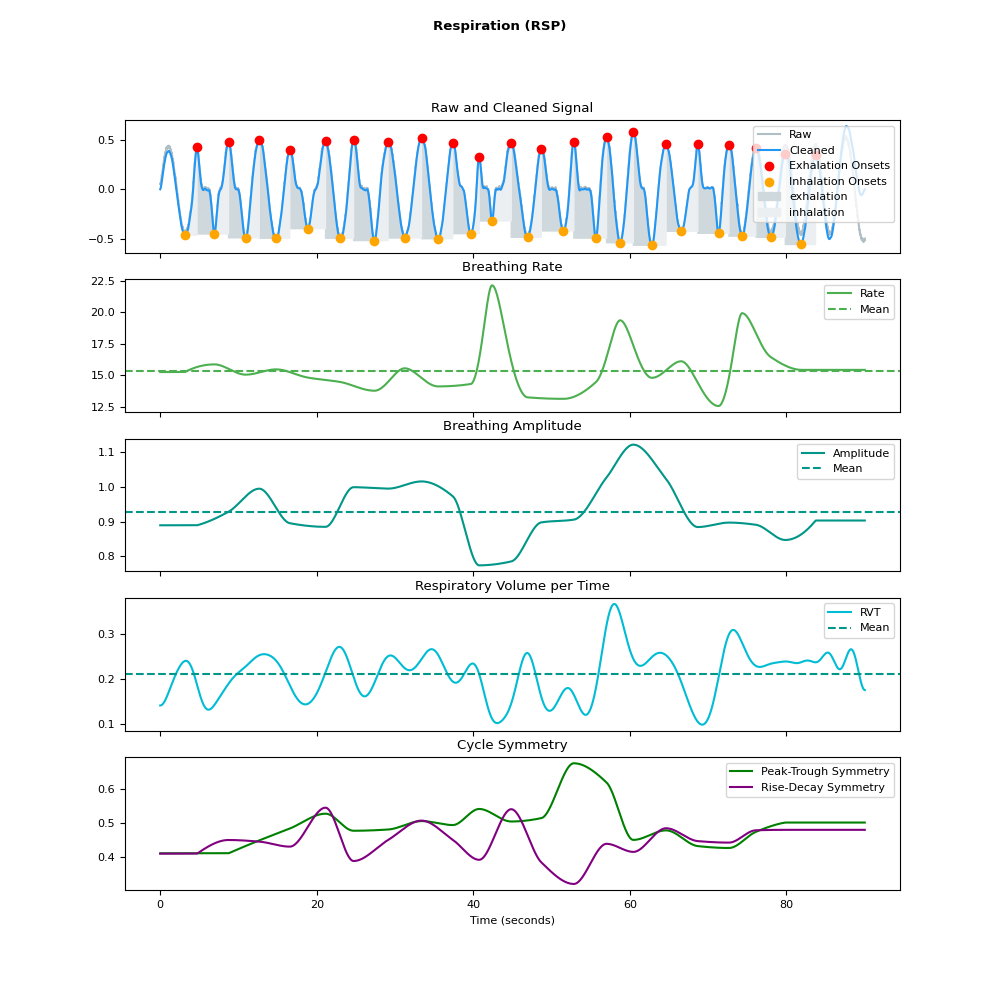 Respiration (RSP)
Raw and Cleaned Signal
0.5
0.0
−0.5
Raw
Cleaned
Exhalation Onsets
Inhalation Onsets
exhalation
inhalation
Breathing Rate
22.5
20.0
17.5
15.0
12.5
Rate
Mean
Breathing Amplitude
1.1
1.0
0.9
0.8
Amplitude
Mean
Respiratory Volume per Time
0.3
0.2
0.1
RVT
Mean
Cycle Symmetry
0.6
0.5
0.4
Peak-Trough Symmetry
Rise-Decay Symmetry
0 20 40 60 80
Time (seconds)